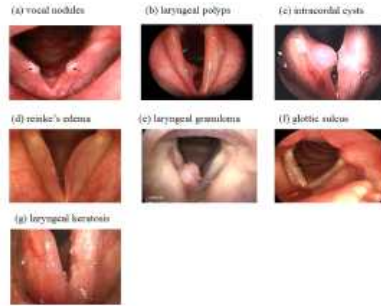 (a) vocal nodules
(b) laryngeal polyps
(c) intracordal cysts
(d) reinke's edema
(e) laryngeal granuloma
(f) glottic sulcus
(g) laryngeal keratosis